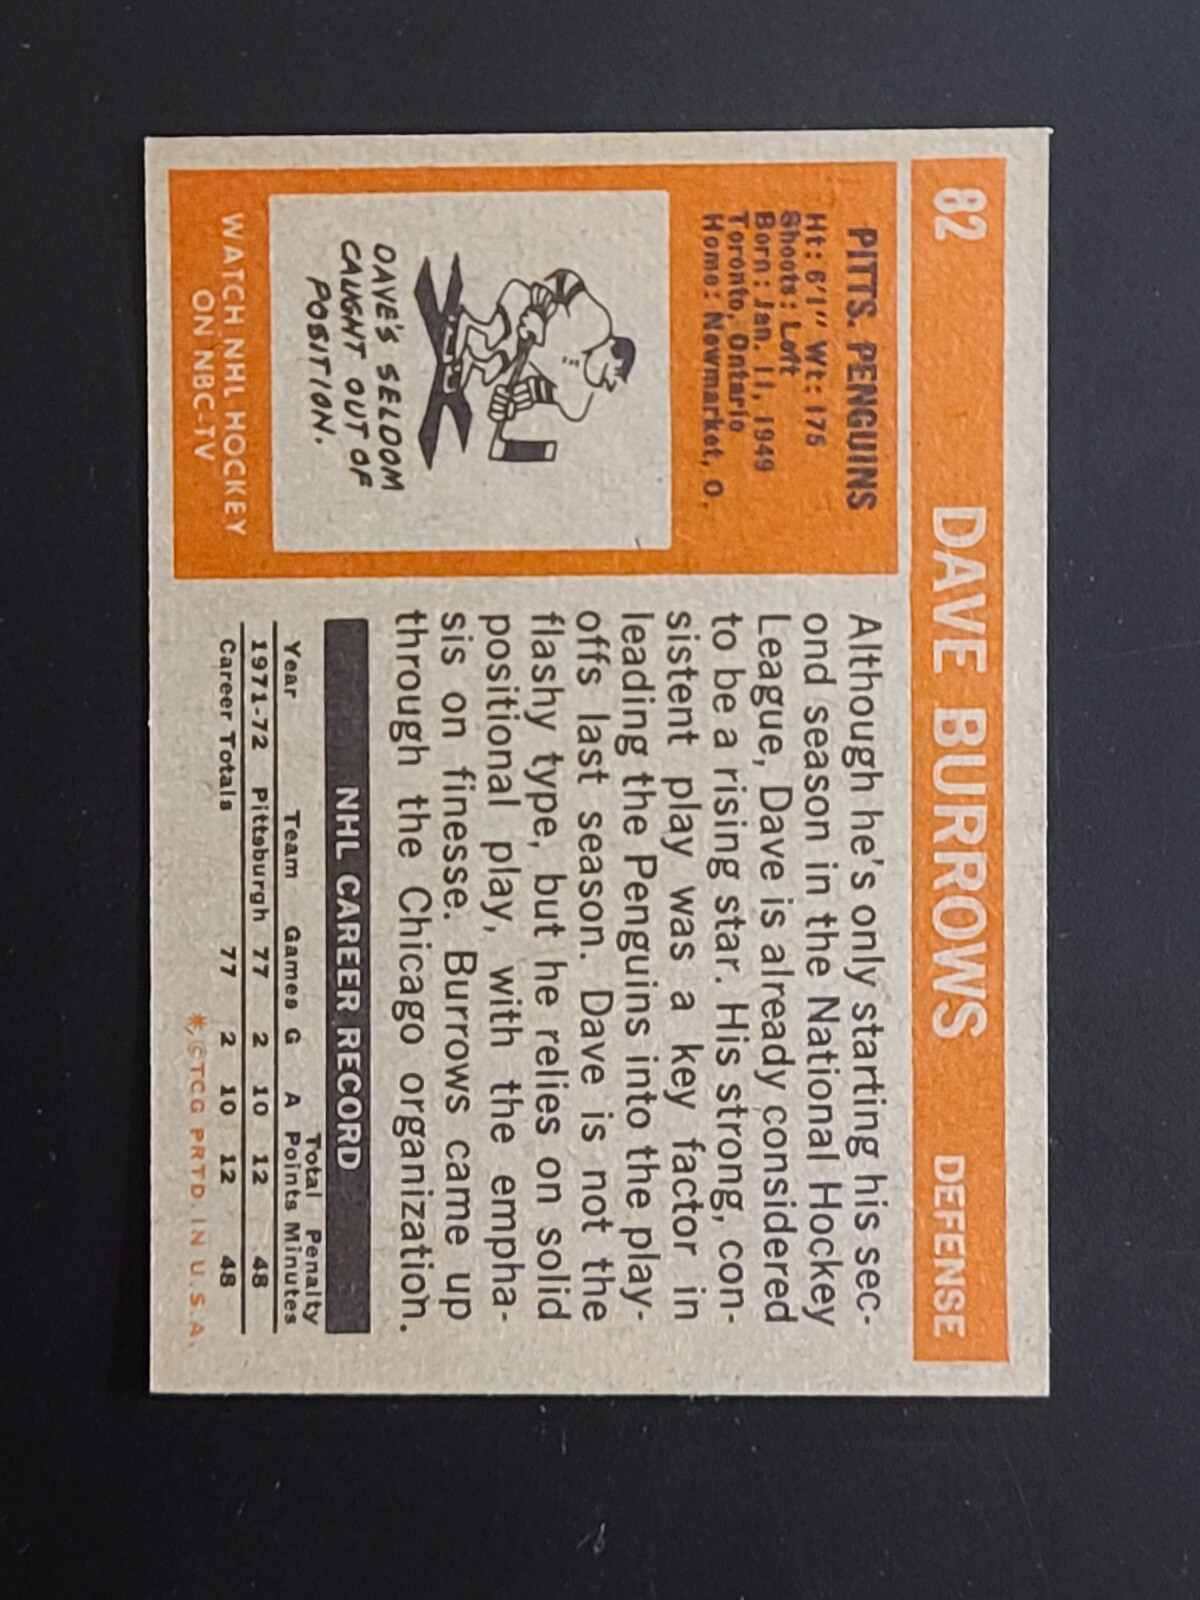 82 DAVE BURROWS DEFENSE
PITTS. PENGUINS
Ht: 6'1" Wt: 175
Shoots: Left
Born: Jan. 11, 1949
Toronto, Ontario
Home: Newmarket, O.
DAVE'S SELDOM
CAUGHT OUT OF
POSITION.
WATCH NHL HOCKEY
ON NBC-TV
Although he's only starting his sec-
ond season in the National Hockey
League, Dave is already considered
to be a rising star. His strong, con-
sistent play was a key factor in
leading the Penguins into the play-
offs last season. Dave is not the
flashy type, but he relies on solid
positional play, with the empha-
sis on finesse. Burrows came up
through the Chicago organization.
NHL CAREER RECORD
Total Penalty
Year Team Games G A Points Minutes
1971-72 Pittsburgh 77 2 10 12 48
Career Totals 77 2 10 12 48
*©TCG PRTD. IN U.S.A.